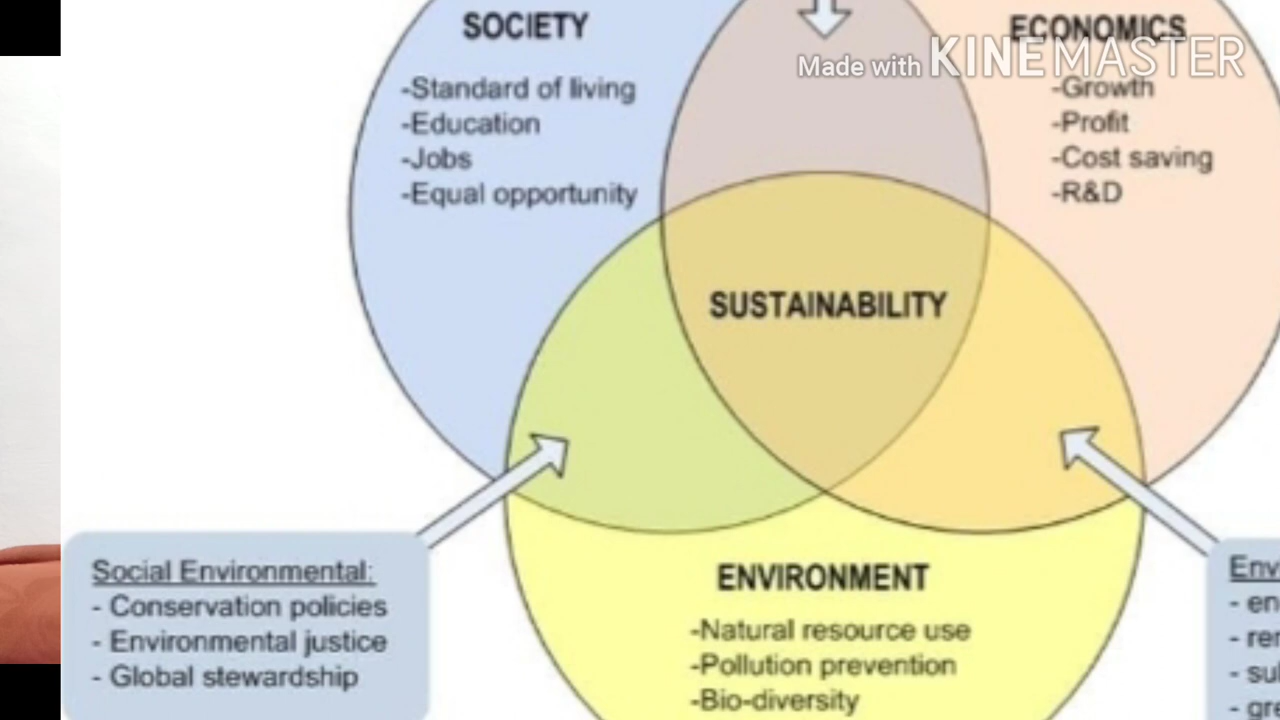 SOCIETY
-Standard of living
-Education
-Jobs
-Equal opportunity
ECONOMICS
Made with KINEMASTER
-Growth
-Profit
-Cost saving
-R&D
SUSTAINABILITY
Social Environmental:
- Conservation policies
- Environmental justice
- Global stewardship
ENVIRONMENT
-Natural resource use
-Pollution prevention
-Bio-diversity